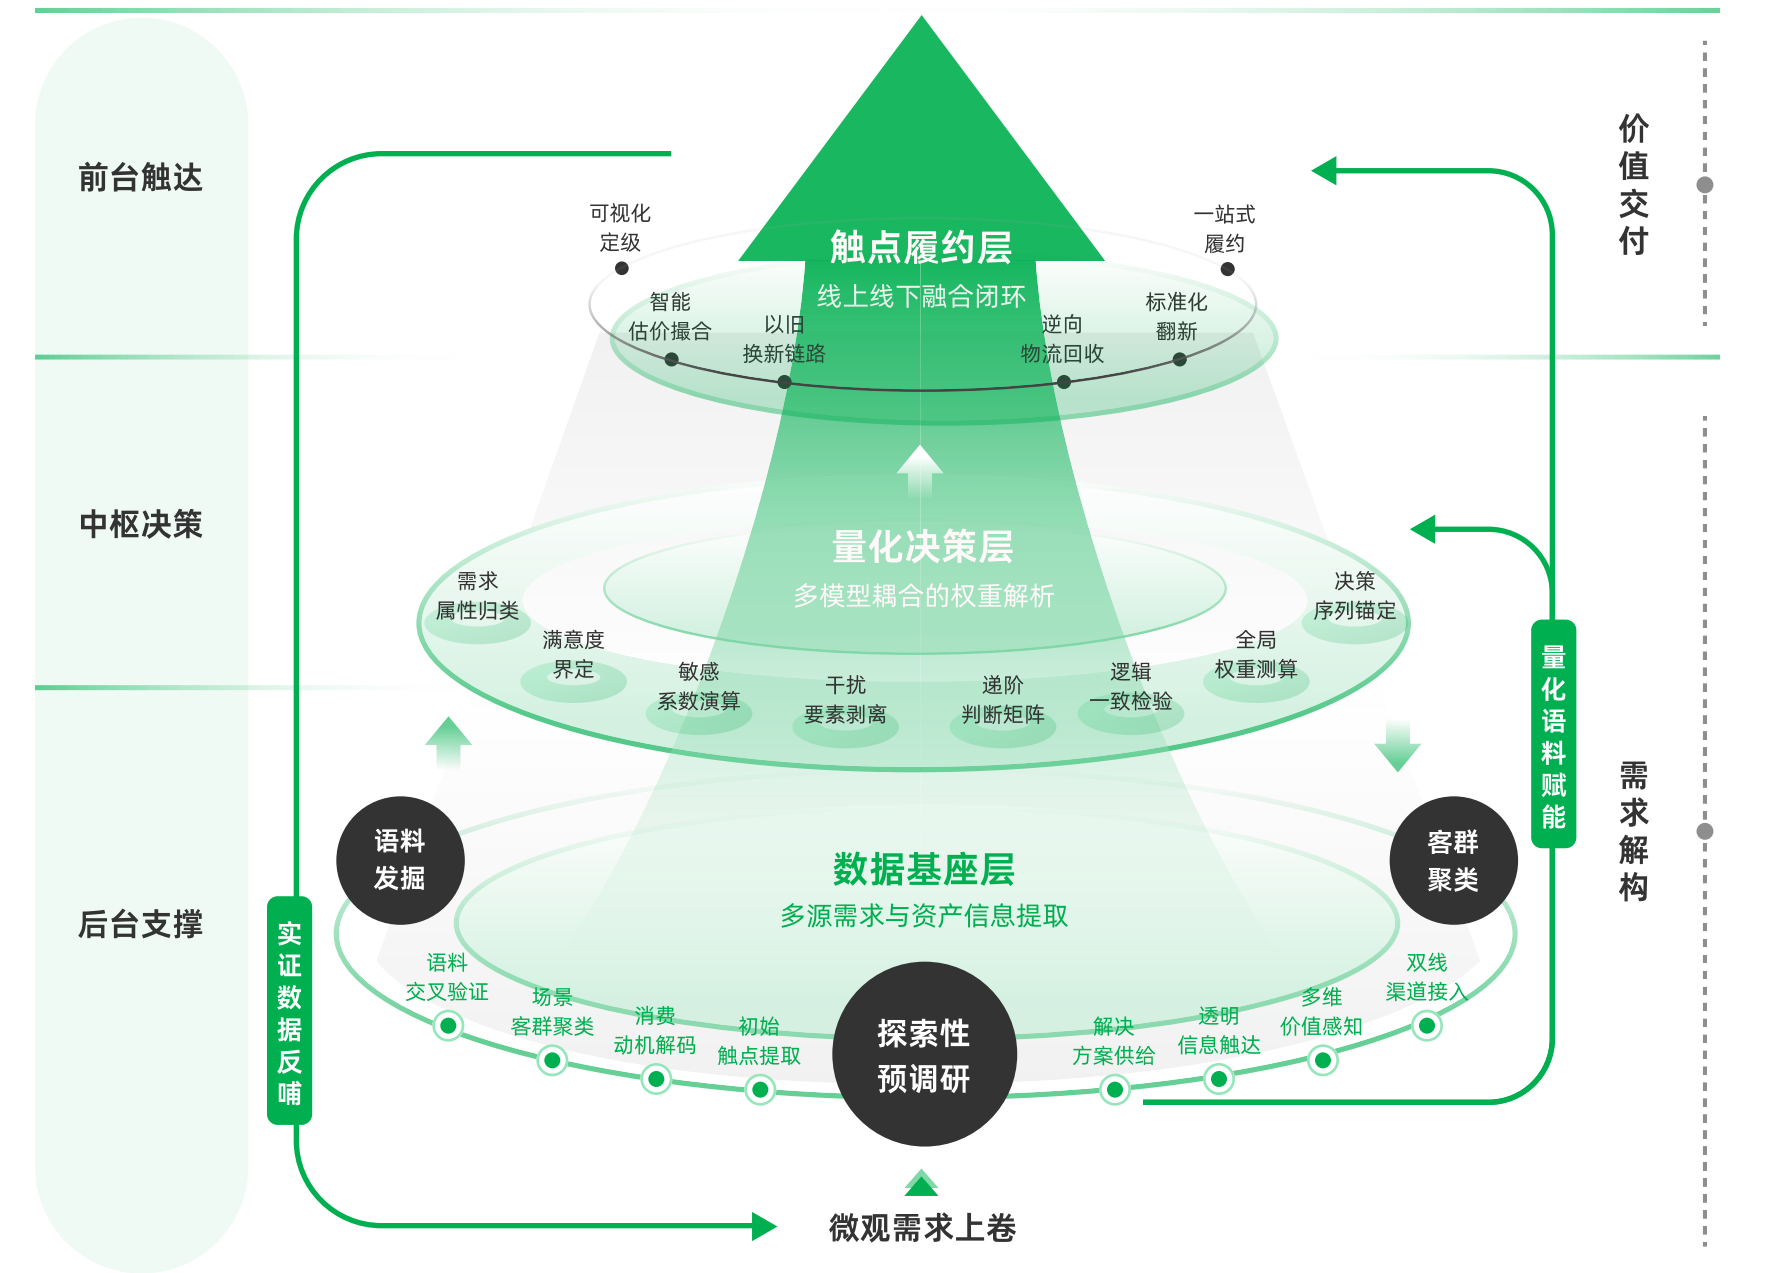 前台触达
中枢决策
后台支撑
触点履约层
线上线下融合闭环
可视化
定级
智能
估价撮合
以旧
换新链路
逆向
物流回收
标准化
翻新
一站式
履约
量化决策层
多模型耦合的权重解析
需求
属性归类
满意度
界定
敏感
系数演算
干扰
要素剥离
递阶
判断矩阵
逻辑
一致检验
全局
权重测算
决策
序列锚定
数据基座层
多源需求与资产信息提取
语料
发掘
客群
聚类
语料
交叉验证
场景
客群聚类
消费
动机解码
初始
触点提取
探索性
预调研
解决
方案供给
透明
信息触达
多维
价值感知
双线
渠道接入
微观需求上卷
实证数据反哺
量化语料赋能
价值交付
需求解构